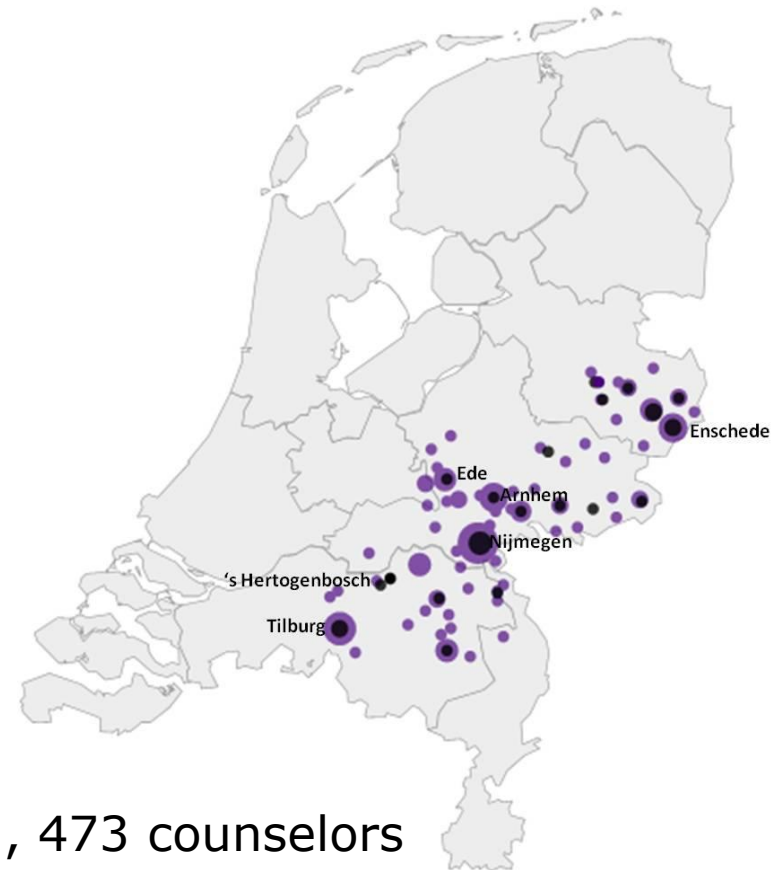 Enschede
Ede
Arnhem
Nijmegen
‘s Hertogenbosch
Tilburg
, 473 counselors